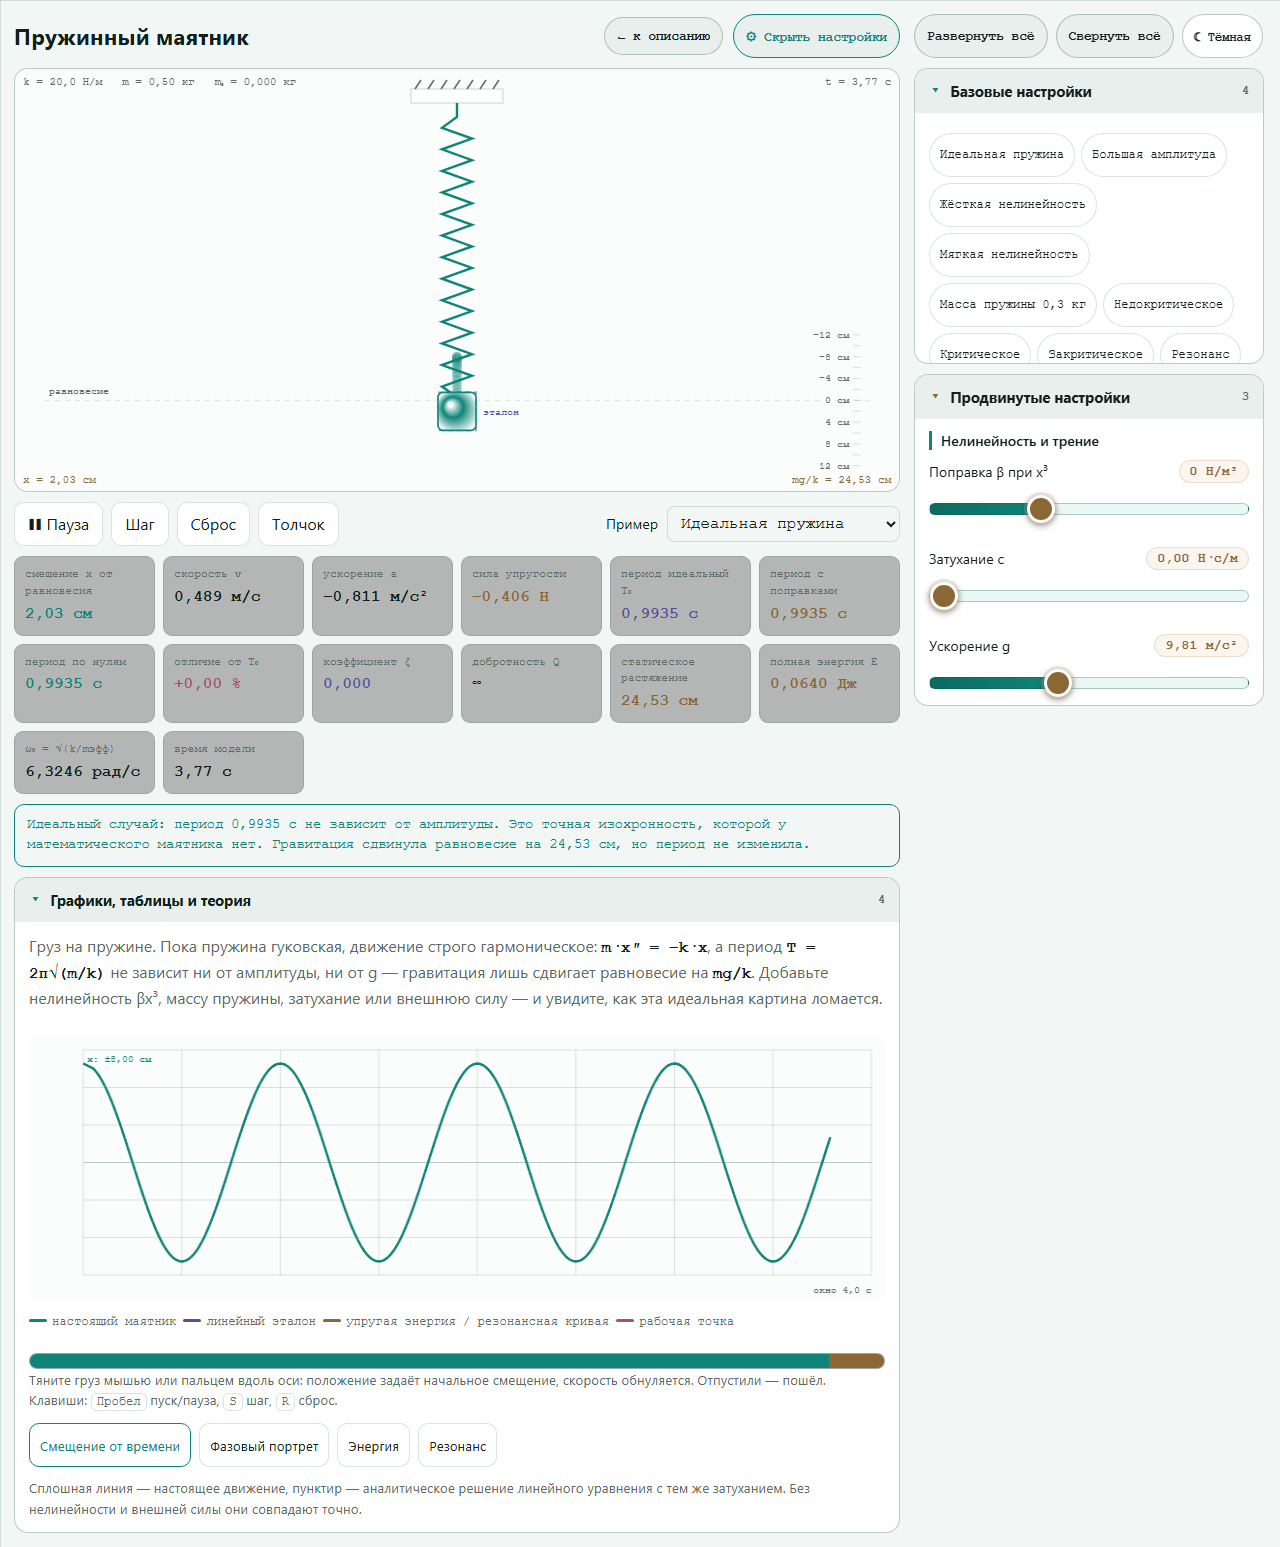 Пружинный маятник
← к описанию
⚙ Скрыть настройки
Развернуть всё
Свернуть всё
☾ Тёмная
k = 20,0 Н/м   m = 0,50 кг   mₛ = 0,000 кг
t = 3,77 с
−12 см
−8 см
−4 см
равновесие
0 см
эталон
4 см
8 см
12 см
x = 2,03 см
mg/k = 24,53 см
Пауза
Шаг
Сброс
Толчок
Пример
Идеальная пружина
смещение x от равновесия
2,03 см
скорость v
0,489 м/с
ускорение a
−0,811 м/с²
сила упругости
−0,406 Н
период идеальный T₀
0,9935 с
период с поправками
0,9935 с
период по нулям
0,9935 с
отличие от T₀
+0,00 %
коэффициент ζ
0,000
добротность Q
∞
статическое растяжение
24,53 см
полная энергия E
0,0640 Дж
ω₀ = √(k/mэфф)
6,3246 рад/с
время модели
3,77 с
Идеальный случай: период 0,9935 с не зависит от амплитуды. Это точная изохронность, которой у
математического маятника нет. Гравитация сдвинула равновесие на 24,53 см, но период не изменила.
Графики, таблицы и теория
4
Груз на пружине. Пока пружина гуковская, движение строго гармоническое: m·x″ = −k·x, а период T =
2π√(m/k) не зависит ни от амплитуды, ни от g — гравитация лишь сдвигает равновесие на mg/k. Добавьте
нелинейность βx³, массу пружины, затухание или внешнюю силу — и увидите, как эта идеальная картина ломается.
x: ±8,00 см
окно 4,0 с
настоящий маятник
линейный эталон
упругая энергия / резонансная кривая
рабочая точка
Тяните груз мышью или пальцем вдоль оси: положение задаёт начальное смещение, скорость обнуляется. Отпустили — пошёл.
Клавиши: Пробел пуск/пауза, S шаг, R сброс.
Смещение от времени
Фазовый портрет
Энергия
Резонанс
Сплошная линия — настоящее движение, пунктир — аналитическое решение линейного уравнения с тем же затуханием. Без
нелинейности и внешней силы они совпадают точно.
Базовые настройки
4
Идеальная пружина
Большая амплитуда
Жёсткая нелинейность
Мягкая нелинейность
Масса пружины 0,3 кг
Недокритическое
Критическое
Закритическое
Резонанс
Продвинутые настройки
3
Нелинейность и трение
Поправка β при x³
0 Н/м³
Затухание c
0,00 Н·с/м
Ускорение g
9,81 м/с²